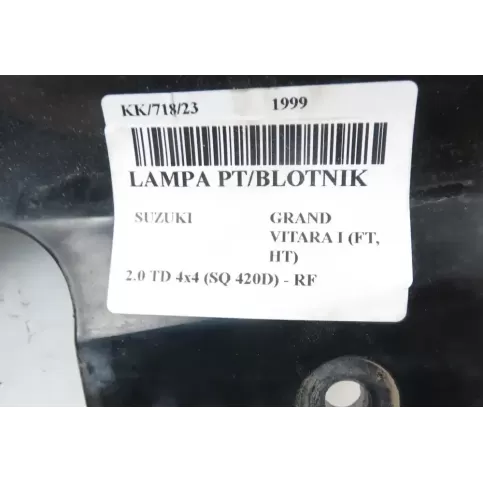 KK/718/23 1999
LAMPA PT/BLOTNIK
SUZUKI GRAND
VITARA I (FT,
HT)
2.0 TD 4x4 (SQ 420D) - RF